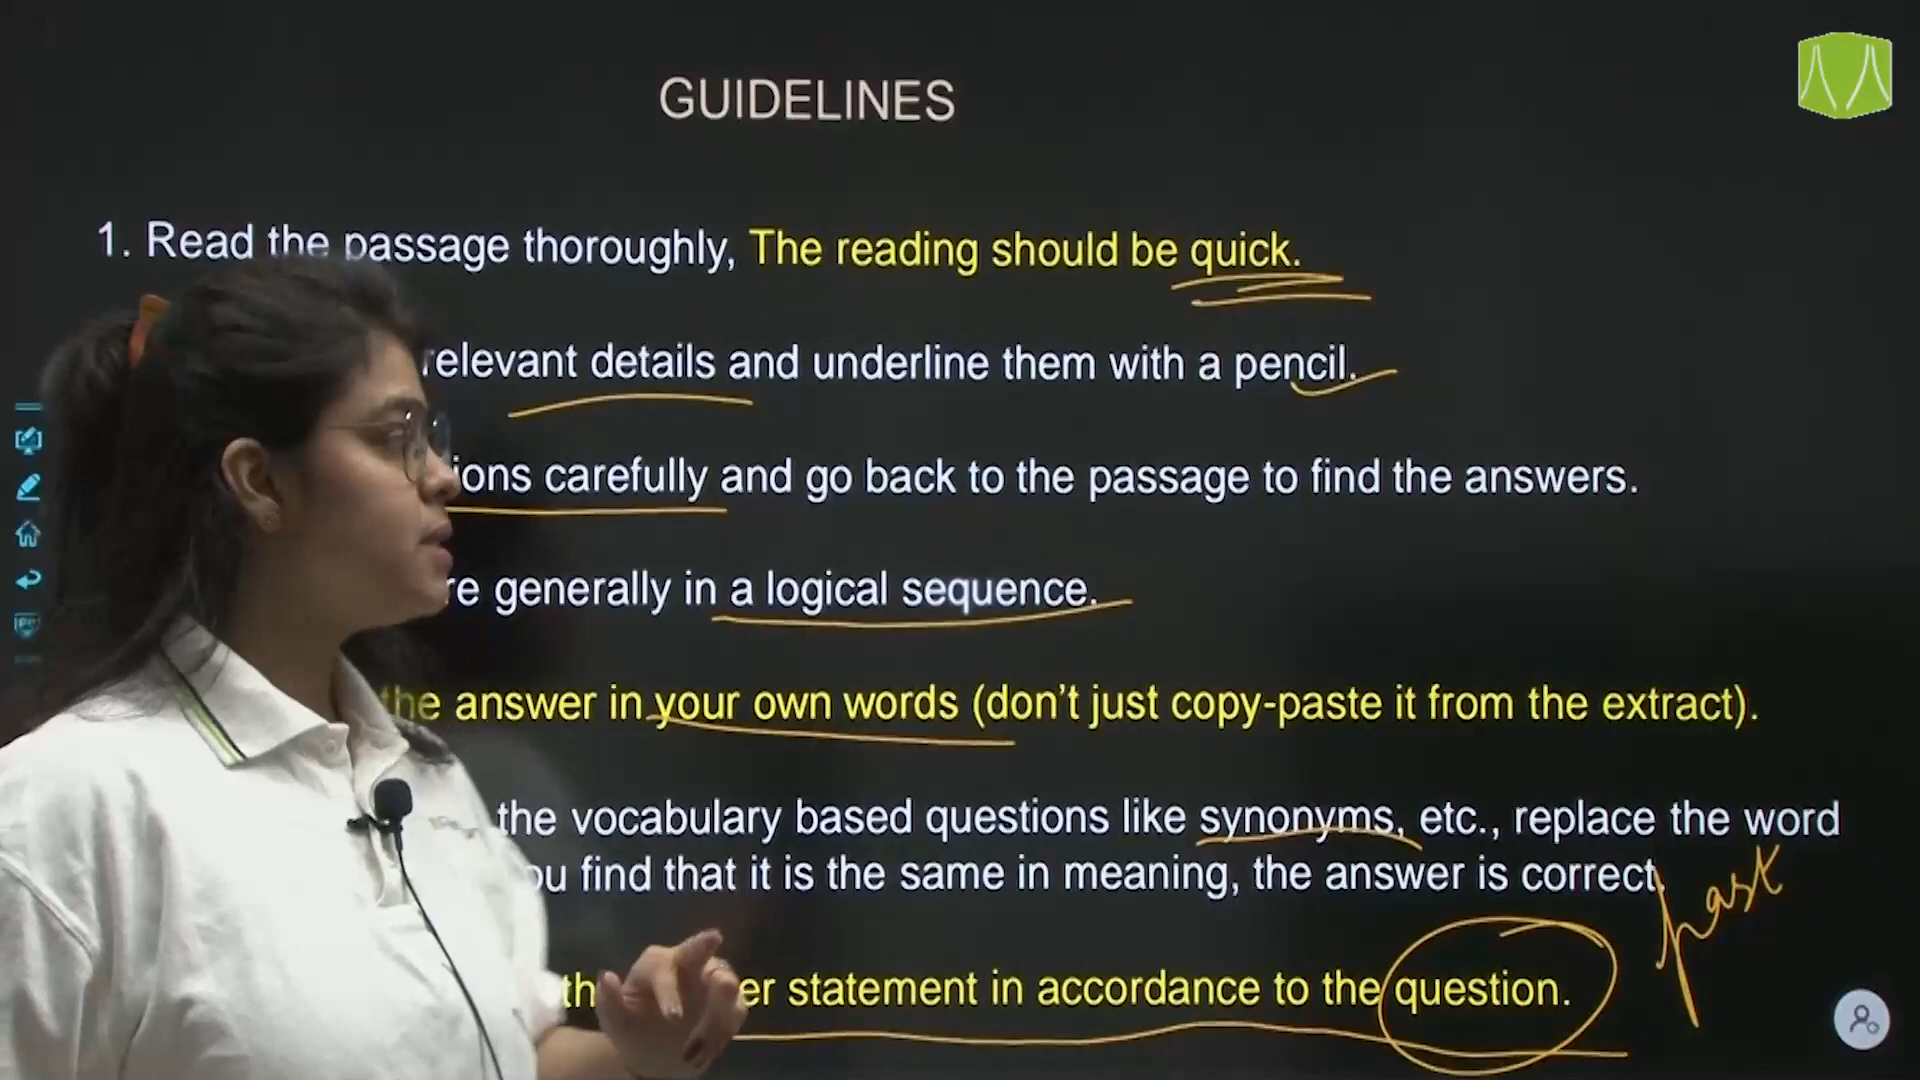 GUIDELINES
1. Read the passage thoroughly, The reading should be quick.
relevant details and underline them with a pencil.
ions carefully and go back to the passage to find the answers.
re generally in a logical sequence.
the answer in your own words (don't just copy-paste it from the extract).
the vocabulary based questions like synonyms, etc., replace the word
ou find that it is the same in meaning, the answer is correct.
past
th er statement in accordance to the question.